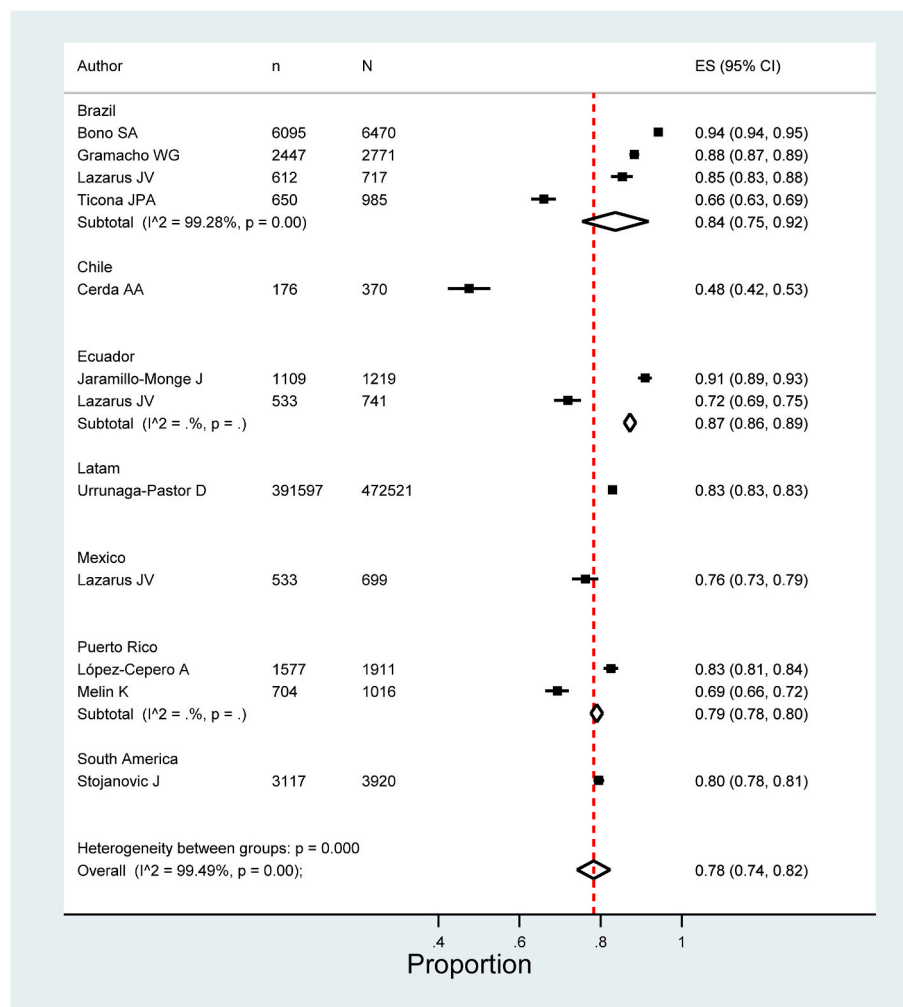 Author n N ES (95% CI)
Brazil
Bono SA 6095 6470 0.94 (0.94, 0.95)
Gramacho WG 2447 2771 0.88 (0.87, 0.89)
Lazarus JV 612 717 0.85 (0.83, 0.88)
Ticona JPA 650 985 0.66 (0.63, 0.69)
Subtotal (I^2 = 99.28%, p = 0.00) 0.84 (0.75, 0.92)
Chile
Cerda AA 176 370 0.48 (0.42, 0.53)
Ecuador
Jaramillo-Monge J 1109 1219 0.91 (0.89, 0.93)
Lazarus JV 533 741 0.72 (0.69, 0.75)
Subtotal (I^2 = .%, p = .) 0.87 (0.86, 0.89)
Latam
Urrunaga-Pastor D 391597 472521 0.83 (0.83, 0.83)
Mexico
Lazarus JV 533 699 0.76 (0.73, 0.79)
Puerto Rico
López-Cepero A 1577 1911 0.83 (0.81, 0.84)
Melin K 704 1016 0.69 (0.66, 0.72)
Subtotal (I^2 = .%, p = .) 0.79 (0.78, 0.80)
South America
Stojanovic J 3117 3920 0.80 (0.78, 0.81)
Heterogeneity between groups: p = 0.000
Overall (I^2 = 99.49%, p = 0.00); 0.78 (0.74, 0.82)
.4 .6 .8 1
Proportion